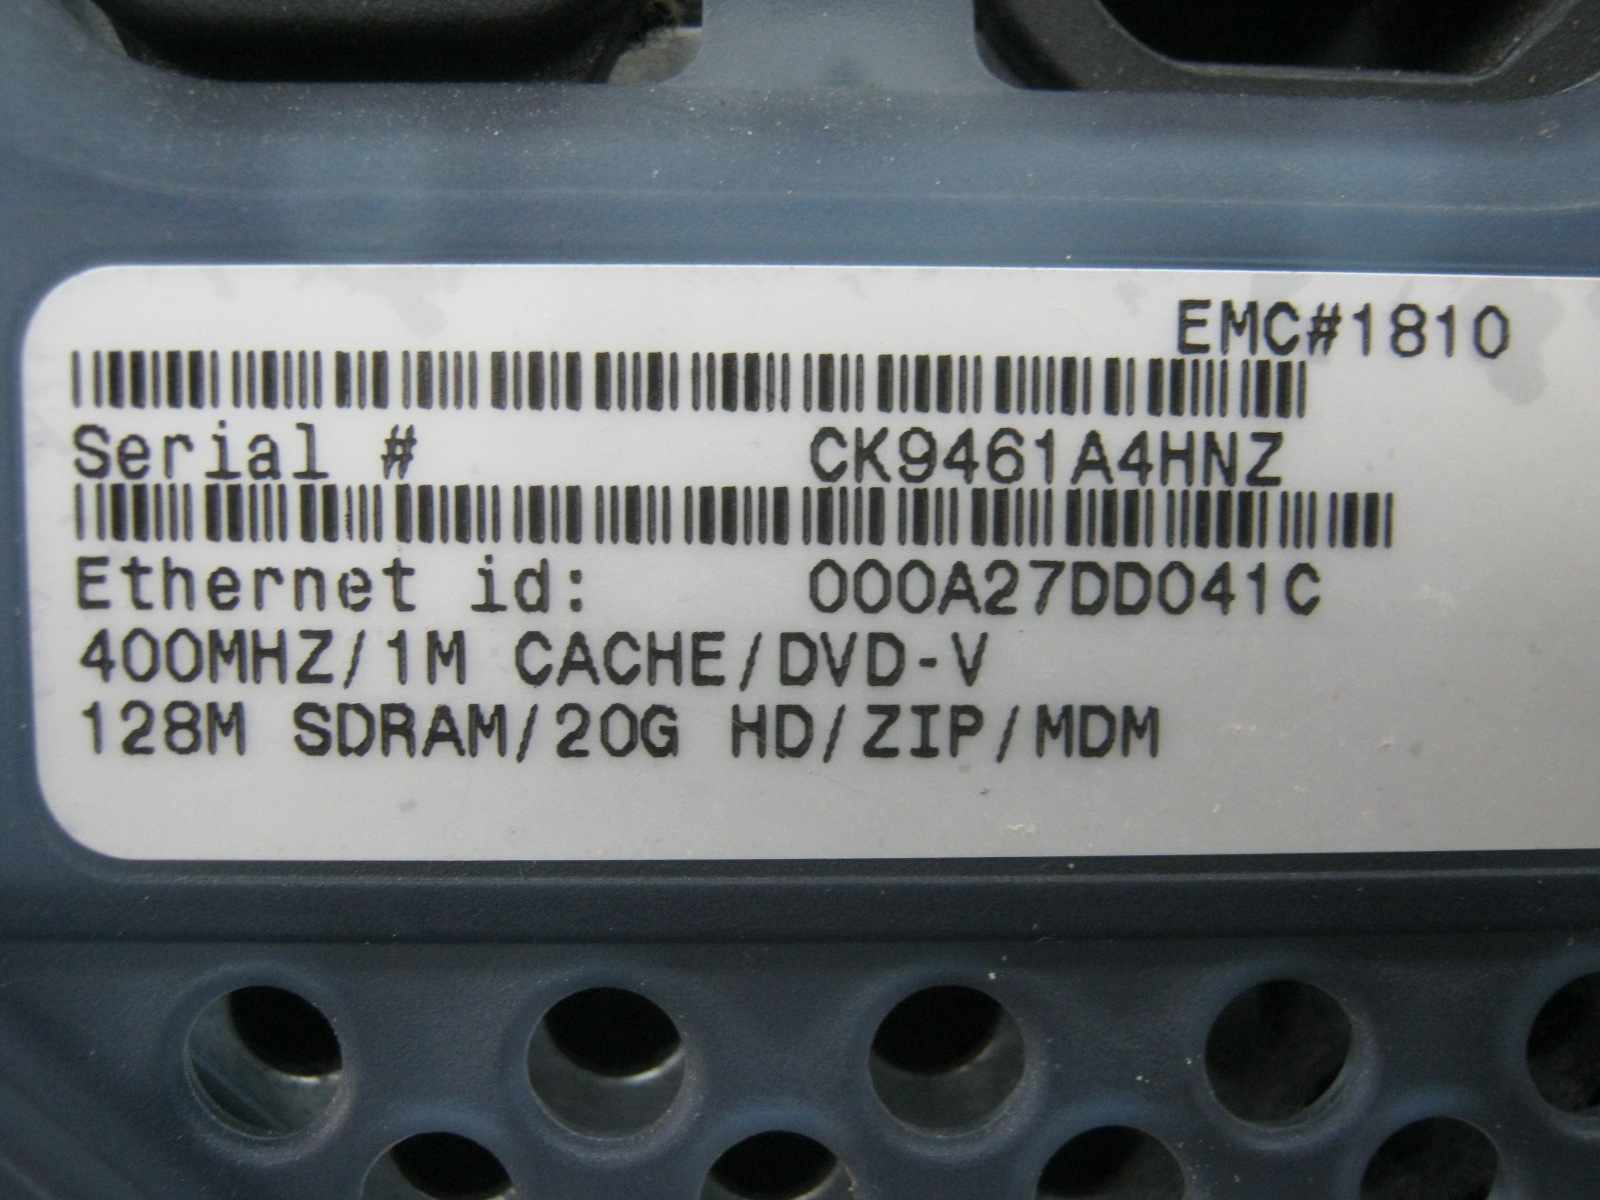 EMC#1810
Serial # CK9461A4HNZ
Ethernet id: 000A27DD041C
400MHZ/1M CACHE/DVD-V
128M SDRAM/20G HD/ZIP/MDM